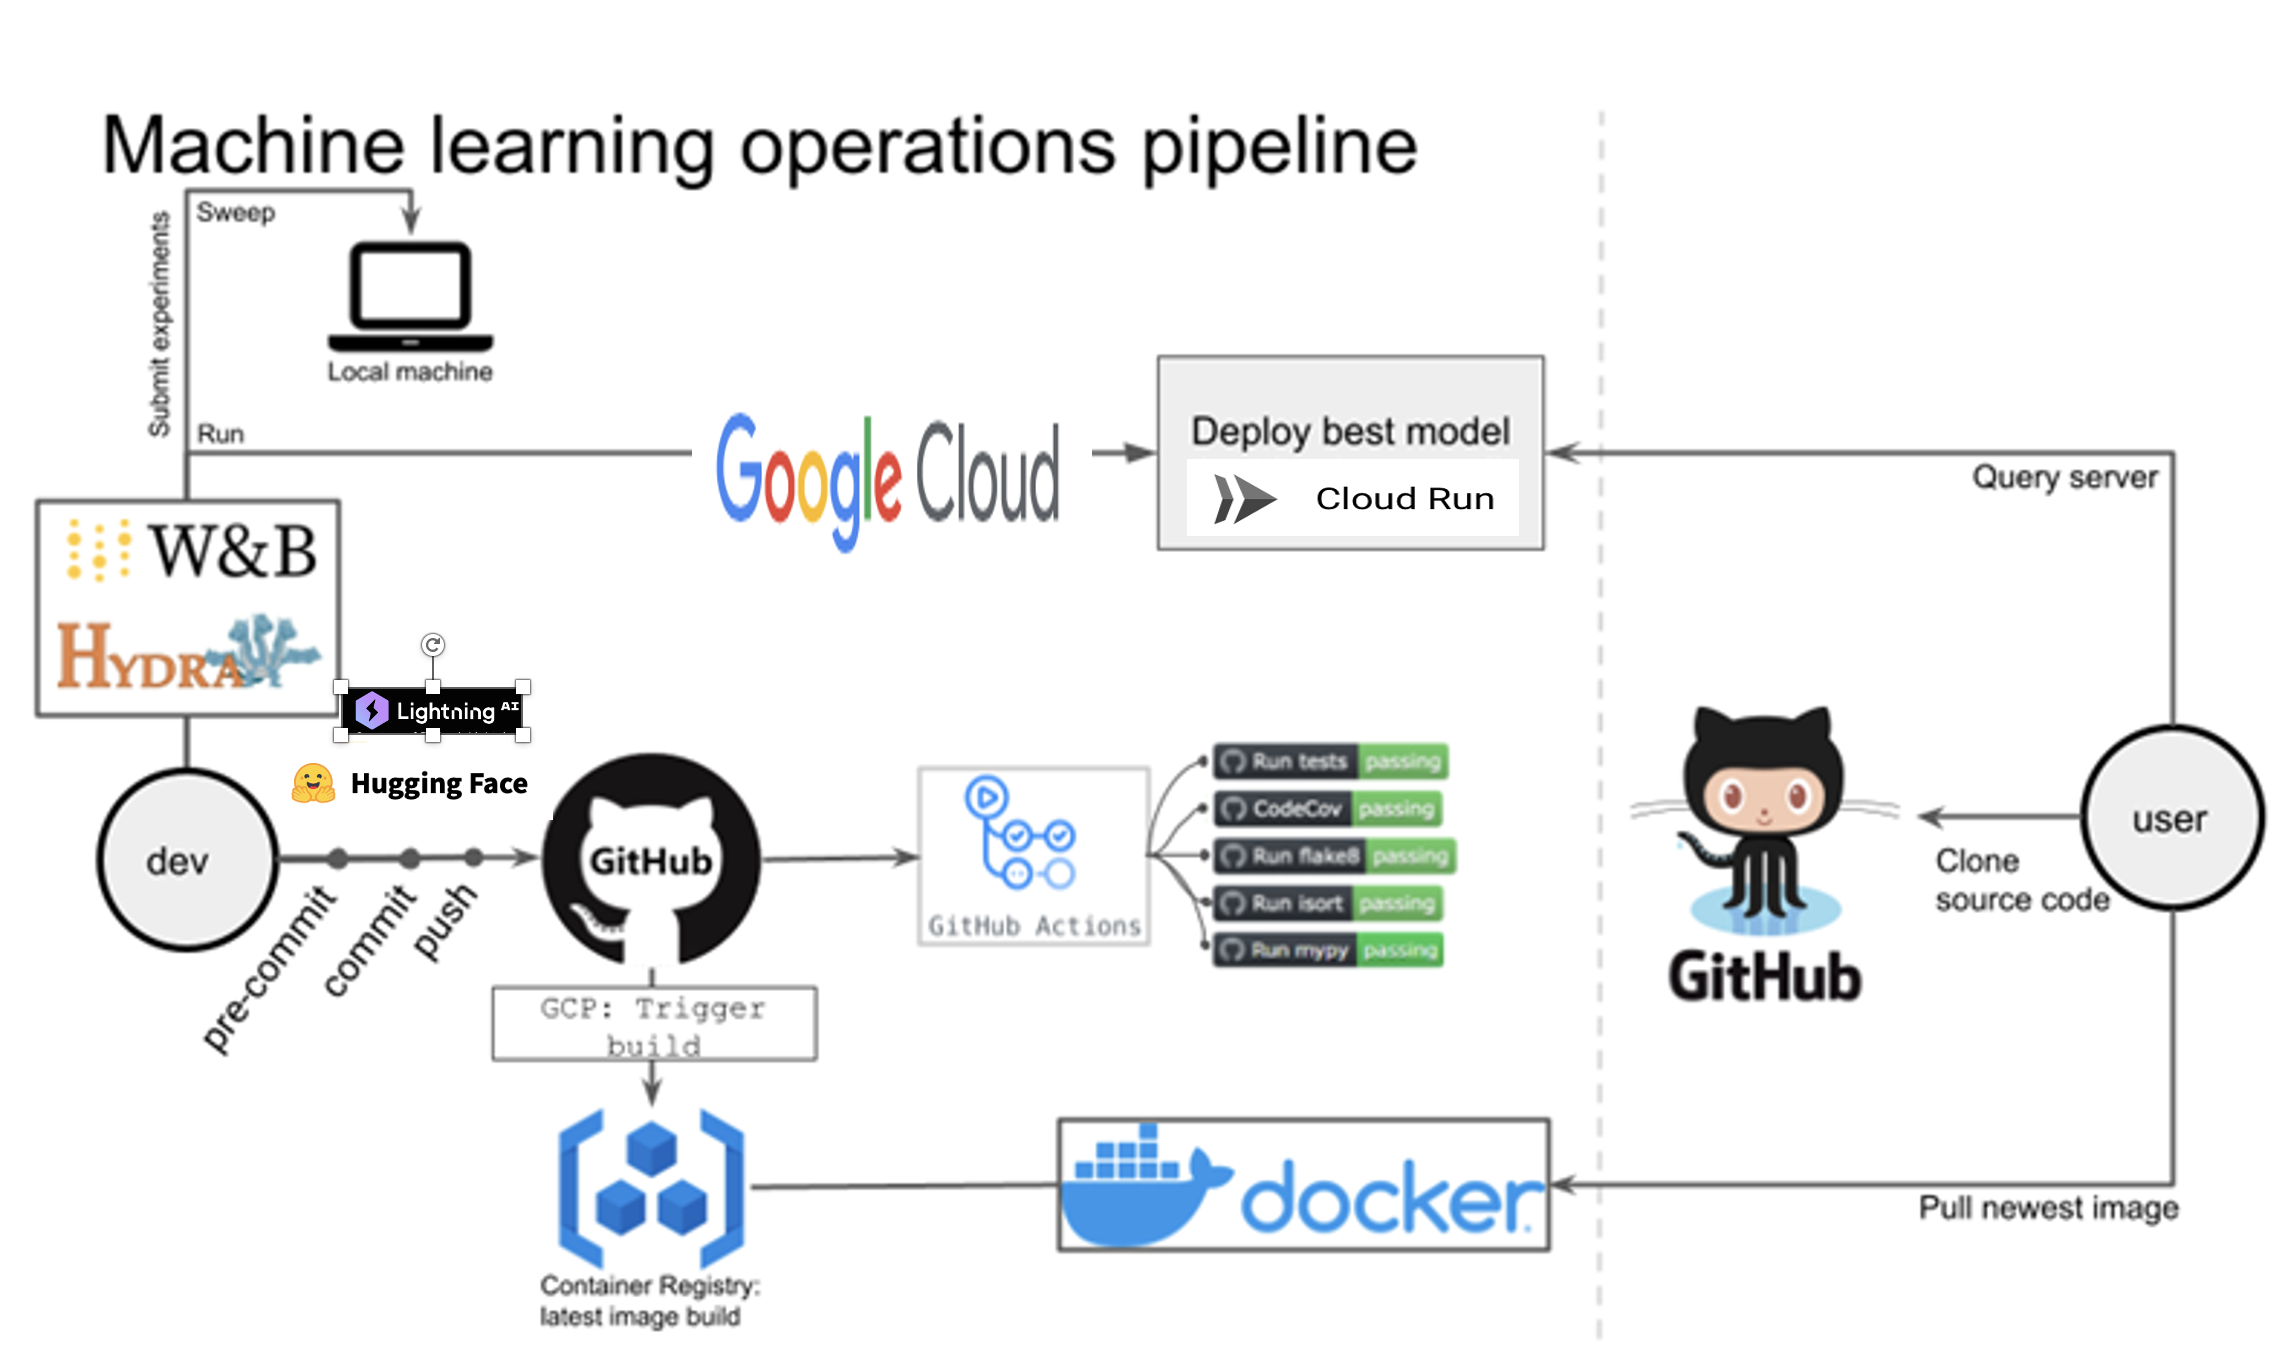 Machine learning operations pipeline
Sweep
Submit experiments
Local machine
Run
Google Cloud
Deploy best model
Cloud Run
Query server
W&B
HYDRA
Lightning AI
Hugging Face
dev
pre-commit
commit
push
GitHub
GitHub Actions
Run tests passing
CodeCov passing
Run flake8 passing
Run isort passing
Run mypy passing
GCP: Trigger
build
Container Registry:
latest image build
docker
GitHub
user
Clone
source code
Pull newest image